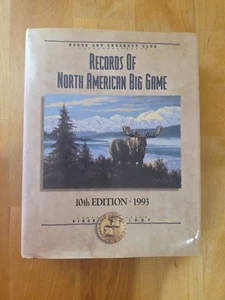 BOONE AND CROCKETT CLUB
RECORDS OF
NORTH AMERICAN BIG GAME
10th EDITION · 1993